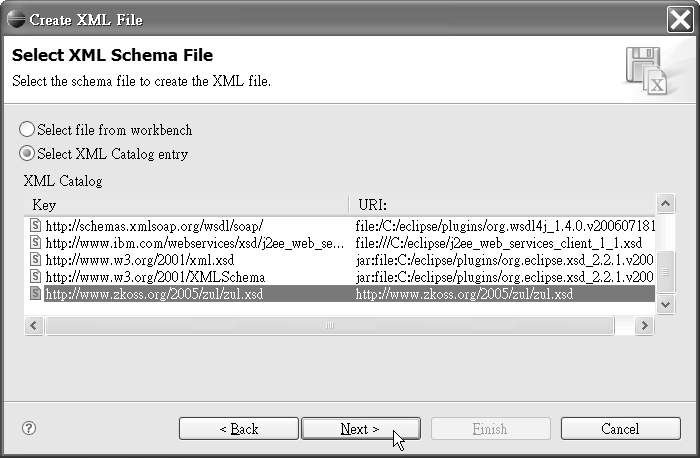 Create XML File
Select XML Schema File
Select the schema file to create the XML file.
Select file from workbench
Select XML Catalog entry
XML Catalog
Key URI:
http://schemas.xmlsoap.org/wsdl/soap/ file:/C:/eclipse/plugins/org.wsdl4j_1.4.0.v200607181
http://www.ibm.com/webservices/xsd/j2ee_web_se... file:///C:/eclipse/j2ee_web_services_client_1_1.xsd
http://www.w3.org/2001/xml.xsd jar:file:C:/eclipse/plugins/org.eclipse.xsd_2.2.1.v200
http://www.w3.org/2001/XMLSchema jar:file:C:/eclipse/plugins/org.eclipse.xsd_2.2.1.v200
http://www.zkoss.org/2005/zul/zul.xsd http://www.zkoss.org/2005/zul/zul.xsd
< Back Next > Finish Cancel